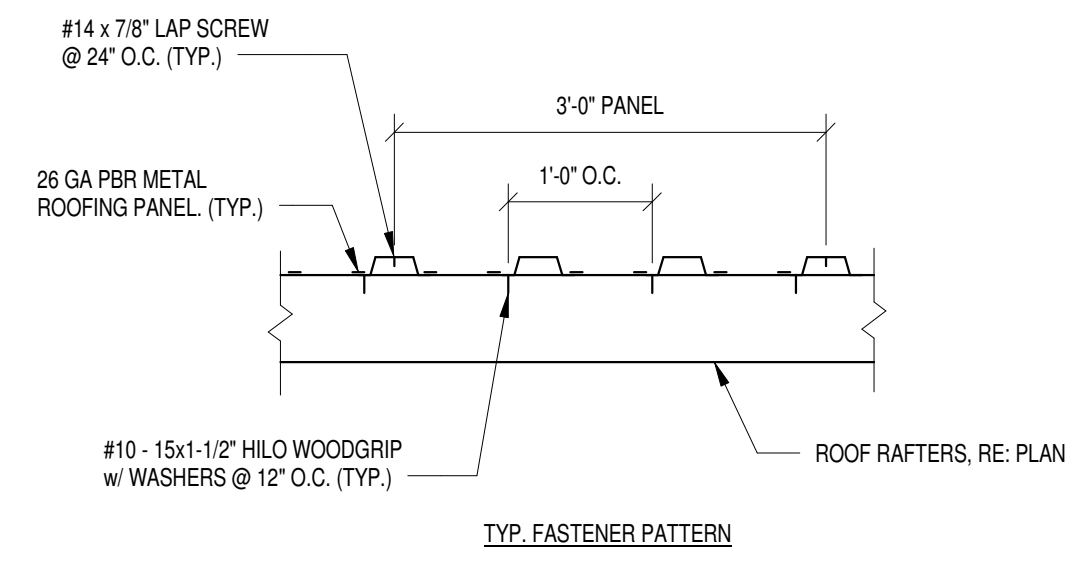 #14 x 7/8" LAP SCREW
@ 24" O.C. (TYP.)
3'-0" PANEL
1'-0" O.C.
26 GA PBR METAL
ROOFING PANEL. (TYP.)
#10 - 15x1-1/2" HILO WOODGRIP
w/ WASHERS @ 12" O.C. (TYP.)
ROOF RAFTERS, RE: PLAN
TYP. FASTENER PATTERN